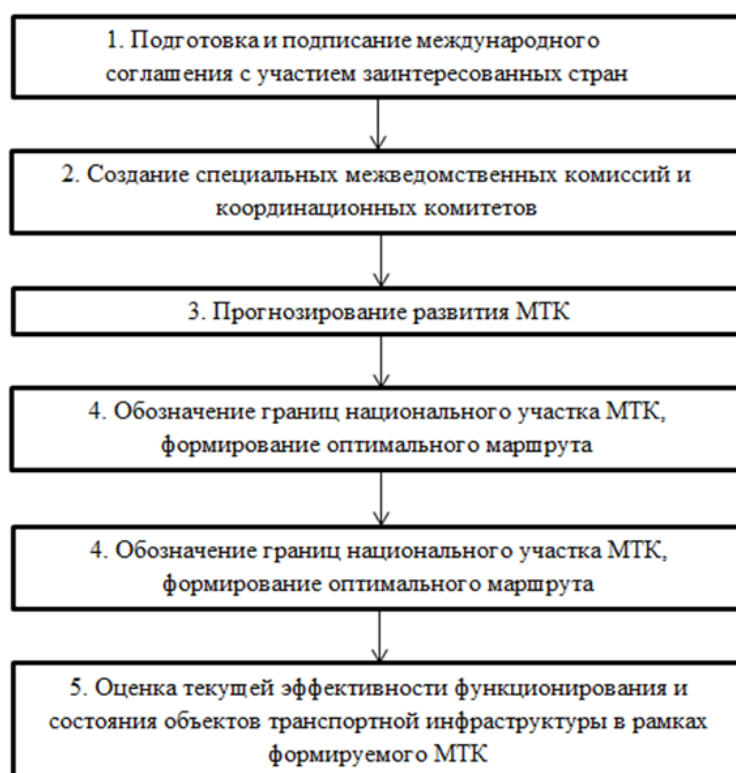 1. Подготовка и подписание международного
соглашения с участием заинтересованных стран
2. Создание специальных межведомственных комиссий и
координационных комитетов
3. Прогнозирование развития МТК
4. Обозначение границ национального участка МТК,
формирование оптимального маршрута
4. Обозначение границ национального участка МТК,
формирование оптимального маршрута
5. Оценка текущей эффективности функционирования и
состояния объектов транспортной инфраструктуры в рамках
формируемого МТК